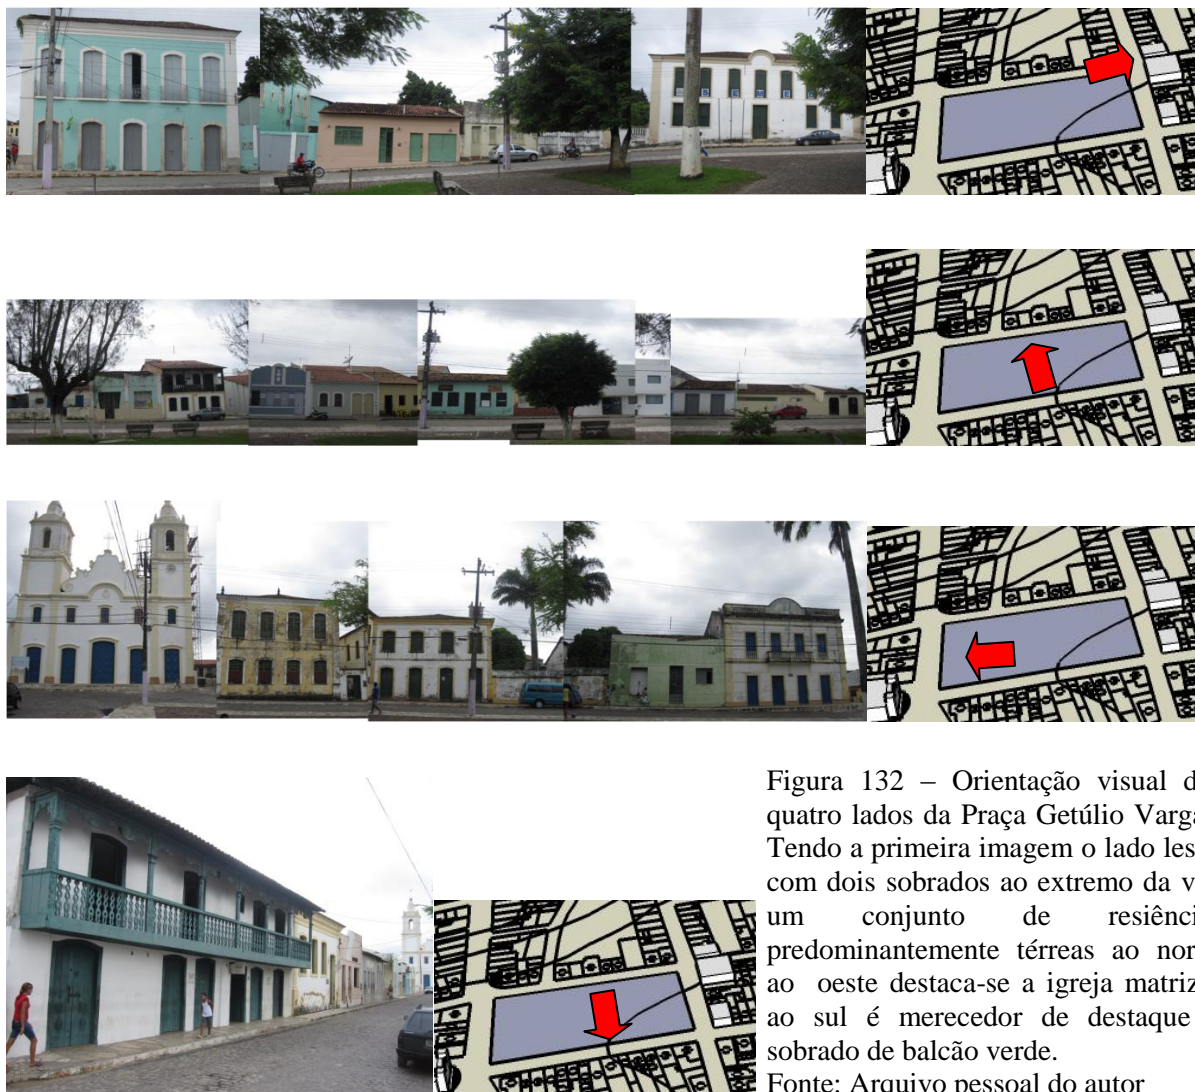 Figura 132 – Orientação visual d
quatro lados da Praça Getúlio Varga
Tendo a primeira imagem o lado les
com dois sobrados ao extremo da v
um conjunto de resiênci
predominantemente térreas ao nor
ao oeste destaca-se a igreja matriz
ao sul é merecedor de destaque
sobrado de balcão verde.
Fonte: Arquivo pessoal do autor